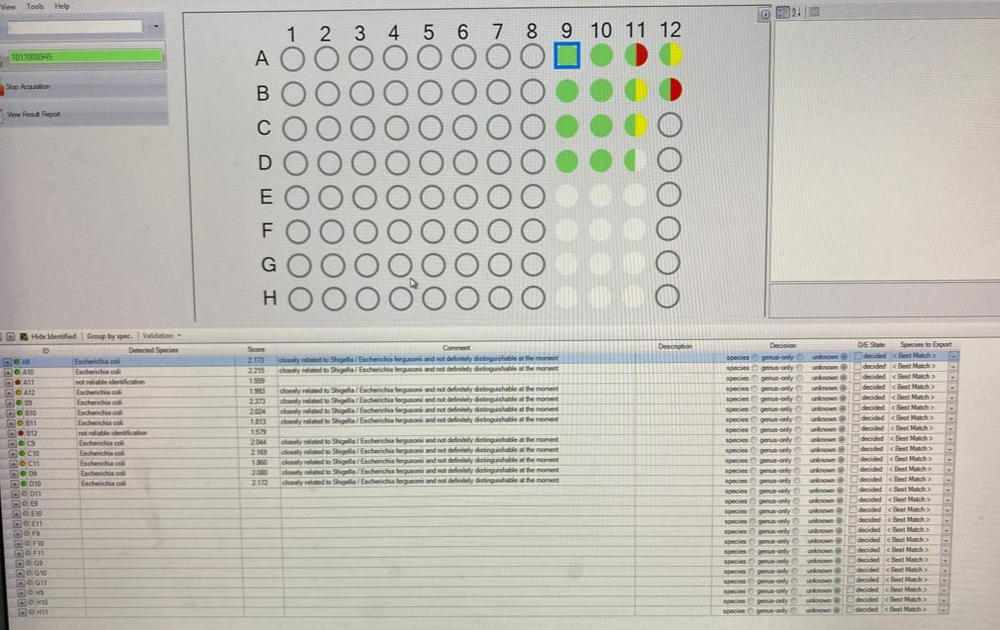 View Tools Help
1011008945
Stop Acquisition
View Result Report
1 2 3 4 5 6 7 8 9 10 11 12
A
B
C
D
E
F
G
H
Hide Identified Group by spec. Validation
ID Detected Species Score Comment Description Decision D/E State Species to Export
A9 Escherichia coli 2.173 closely related to Shigella / Escherichia fergusonii and not definitely distinguishable at the moment species genus-only unknown decided < Best Match >
A10 Escherichia coli 2.215 closely related to Shigella / Escherichia fergusonii and not definitely distinguishable at the moment species genus-only unknown decided < Best Match >
A11 not reliable identification 1.559 species genus-only unknown decided < Best Match >
A12 Escherichia coli 1.993 closely related to Shigella / Escherichia fergusonii and not definitely distinguishable at the moment species genus-only unknown decided < Best Match >
B9 Escherichia coli 2.373 closely related to Shigella / Escherichia fergusonii and not definitely distinguishable at the moment species genus-only unknown decided < Best Match >
B10 Escherichia coli 2.024 closely related to Shigella / Escherichia fergusonii and not definitely distinguishable at the moment species genus-only unknown decided < Best Match >
B11 Escherichia coli 1.813 closely related to Shigella / Escherichia fergusonii and not definitely distinguishable at the moment species genus-only unknown decided < Best Match >
B12 not reliable identification 1.579 species genus-only unknown decided < Best Match >
C9 Escherichia coli 2.044 closely related to Shigella / Escherichia fergusonii and not definitely distinguishable at the moment species genus-only unknown decided < Best Match >
C10 Escherichia coli 2.169 closely related to Shigella / Escherichia fergusonii and not definitely distinguishable at the moment species genus-only unknown decided < Best Match >
C11 Escherichia coli 1.860 closely related to Shigella / Escherichia fergusonii and not definitely distinguishable at the moment species genus-only unknown decided < Best Match >
D9 Escherichia coli 2.080 closely related to Shigella / Escherichia fergusonii and not definitely distinguishable at the moment species genus-only unknown decided < Best Match >
D10 Escherichia coli 2.172 closely related to Shigella / Escherichia fergusonii and not definitely distinguishable at the moment species genus-only unknown decided < Best Match >
D11 species genus-only unknown decided < Best Match >
E9 species genus-only unknown decided < Best Match >
E10 species genus-only unknown decided < Best Match >
E11 species genus-only unknown decided < Best Match >
F9 species genus-only unknown decided < Best Match >
F10 species genus-only unknown decided < Best Match >
F11 species genus-only unknown decided < Best Match >
G9 species genus-only unknown decided < Best Match >
G10 species genus-only unknown decided < Best Match >
G11 species genus-only unknown decided < Best Match >
H9 species genus-only unknown decided < Best Match >
H10 species genus-only unknown decided < Best Match >
H11 species genus-only unknown decided < Best Match >